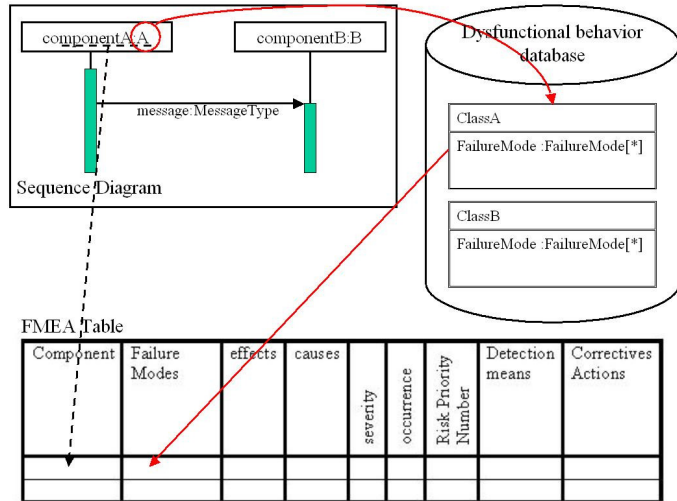 componentA:A
componentB:B
message:MessageType
Sequence Diagram
Dysfunctional behavior
database
ClassA
FailureMode :FailureMode[*]
ClassB
FailureMode :FailureMode[*]
FMEA Table
Component
Failure
Modes
effects
causes
severity
occurrence
Risk Priority
Number
Detection
means
Correctives
Actions